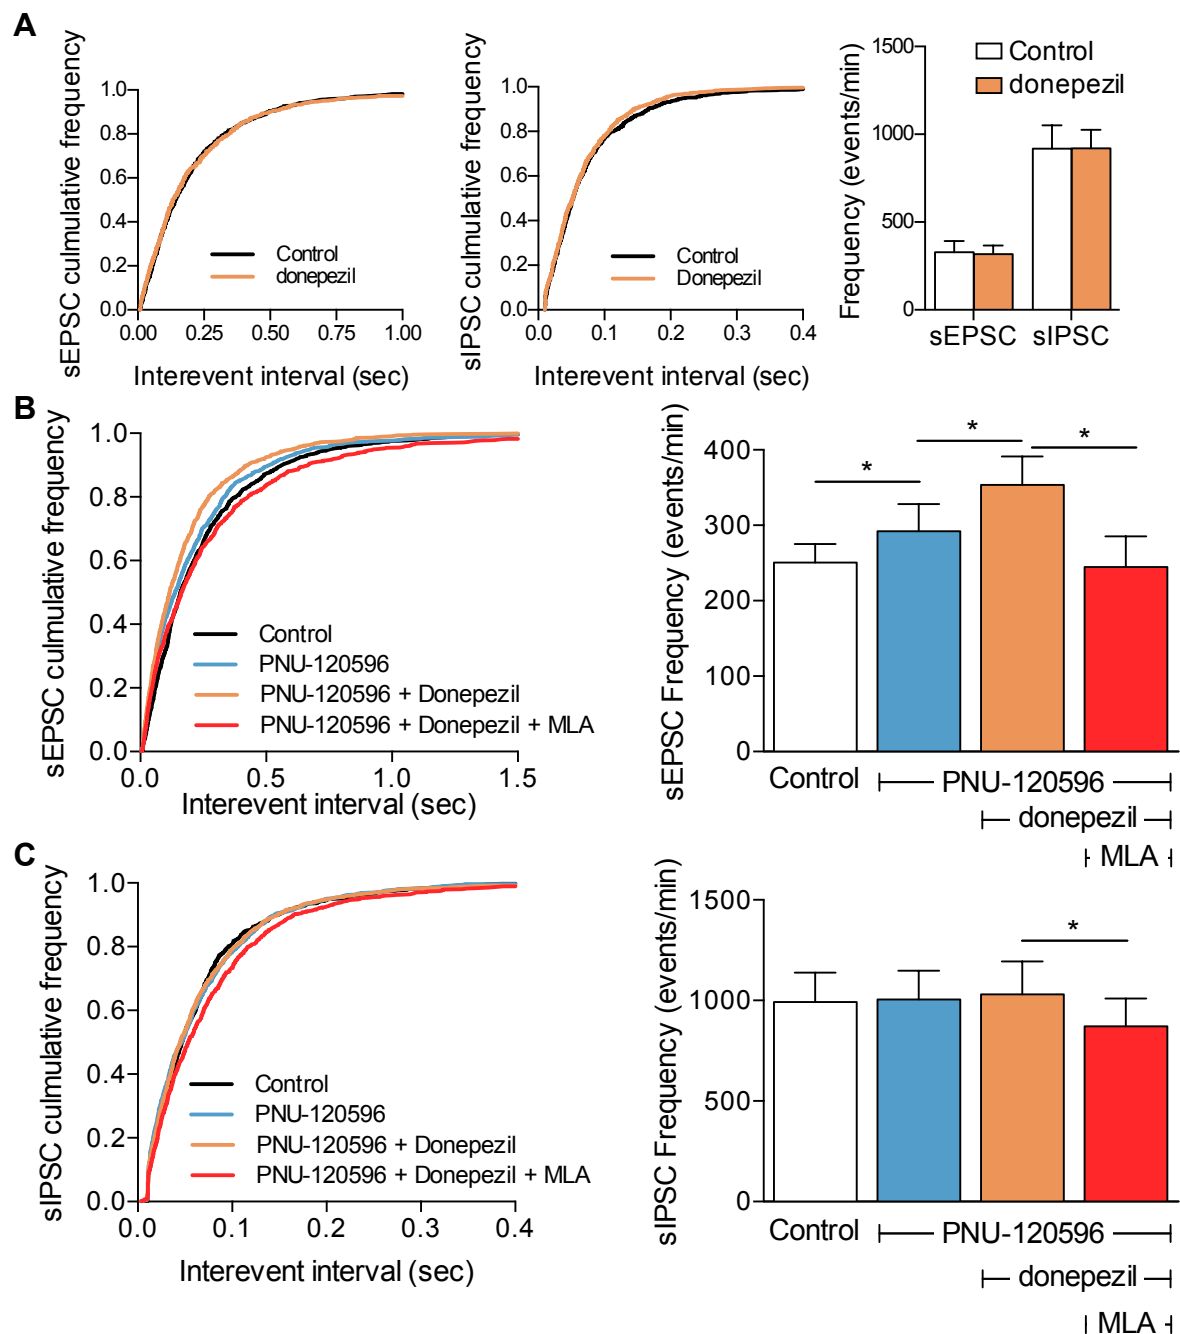 A
sEPSC culmulative frequency
1.0
0.8
0.6
0.4
0.2
0.0
Control
donepezil
0.00
0.25
0.50
0.75
1.00
Interevent interval (sec)
sIPSC culmulative frequency
1.0
0.8
0.6
0.4
0.2
0.0
Control
Donepezil
0.0
0.1
0.2
0.3
0.4
Interevent interval (sec)
Frequency (events/min)
1500
1000
500
0
Control
donepezil
sEPSC
sIPSC
B
sEPSC culmulative frequency
1.0
0.8
0.6
0.4
0.2
0.0
Control
PNU-120596
PNU-120596 + Donepezil
PNU-120596 + Donepezil + MLA
0.0
0.5
1.0
1.5
Interevent interval (sec)
sEPSC Frequency (events/min)
400
300
200
100
0
*
*
*
Control
PNU-120596
donepezil
MLA
C
sIPSC culmulative frequency
1.0
0.8
0.6
0.4
0.2
0.0
Control
PNU-120596
PNU-120596 + Donepezil
PNU-120596 + Donepezil + MLA
0.0
0.1
0.2
0.3
0.4
Interevent interval (sec)
sIPSC Frequency (events/min)
1500
1000
500
0
*
Control
PNU-120596
donepezil
MLA